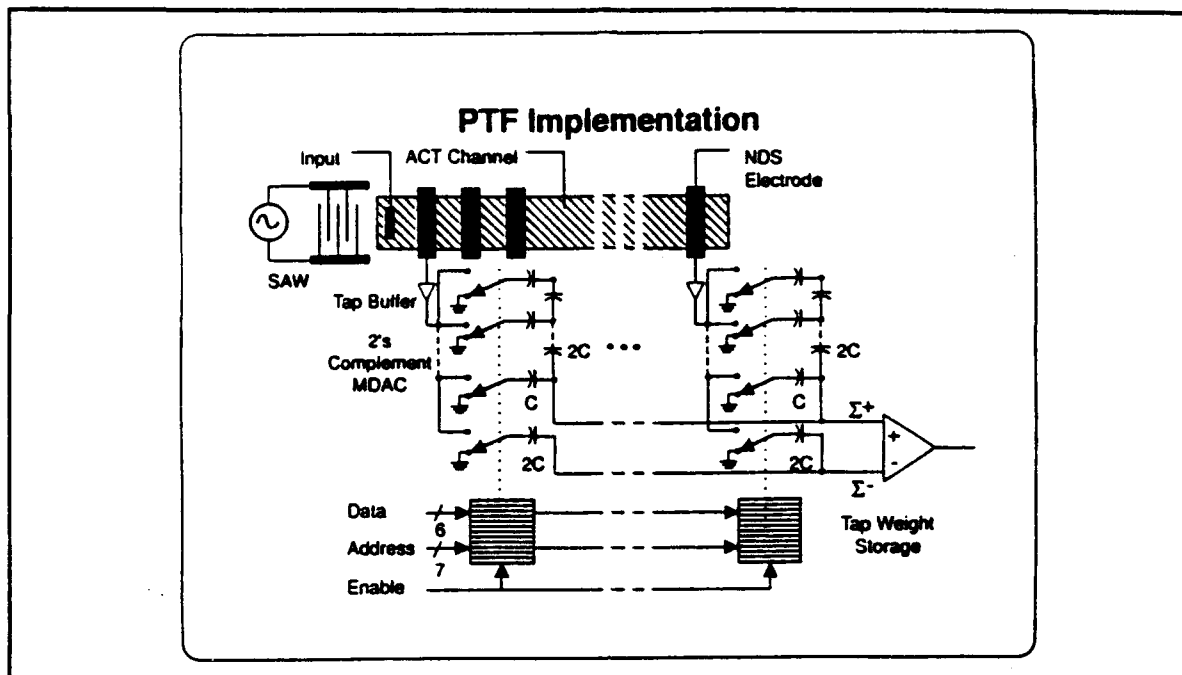 PTF Implementation
Input
ACT Channel
NDS
Electrode
SAW
Tap Buffer
2's
Complement
MDAC
2C
2C
C
C
2C
2C
Σ+
+
-
Σ-
Data
6
Address
7
Enable
Tap Weight
Storage